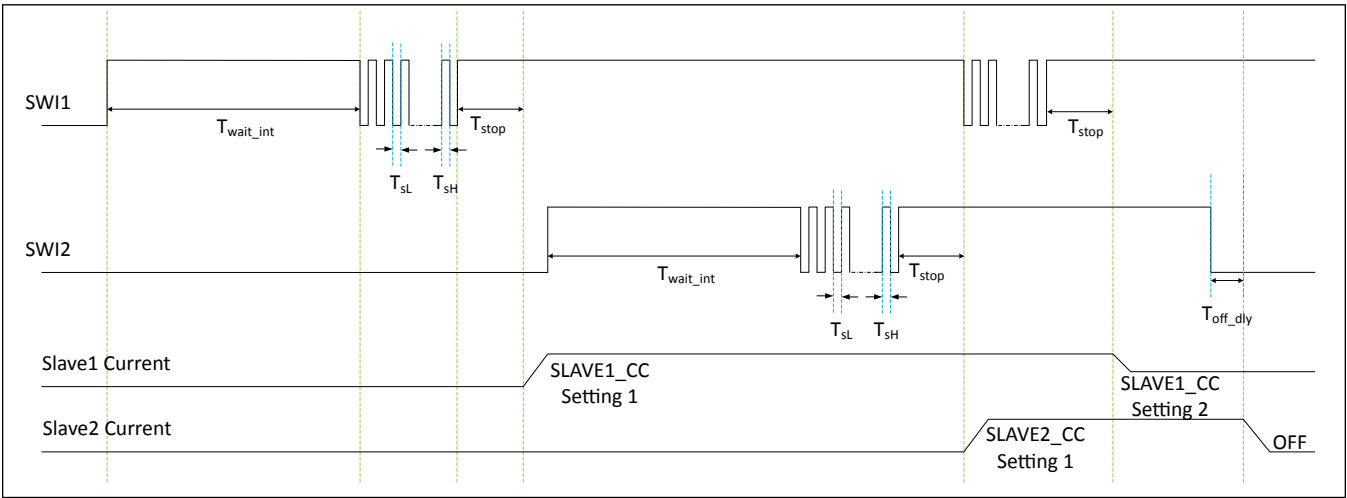 SWI1
Twait_int
Tstop
Tstop
TsL
TsH
SWI2
Twait_int
Tstop
TsL
TsH
Toff_dly
Slave1 Current
SLAVE1_CC
Setting 1
SLAVE1_CC
Setting 2
Slave2 Current
SLAVE2_CC
Setting 1
OFF